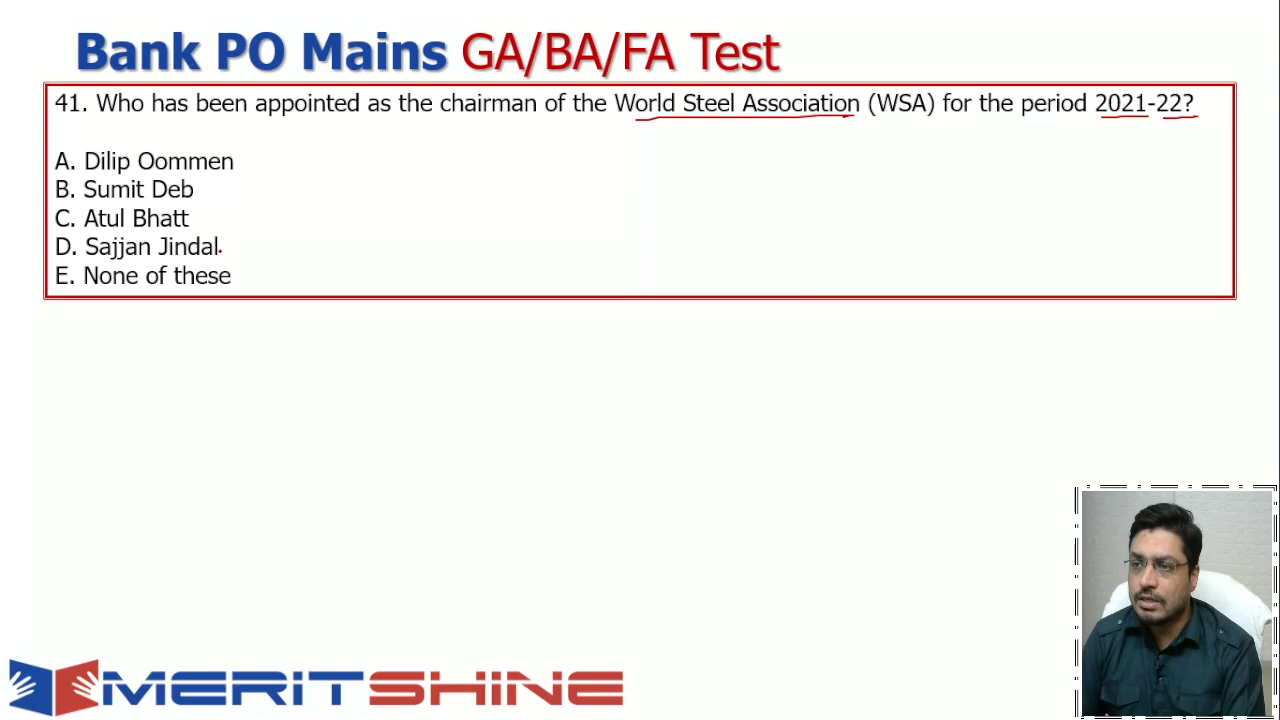 Bank PO Mains GA/BA/FA Test
41. Who has been appointed as the chairman of the World Steel Association (WSA) for the period 2021-22?
A. Dilip Oommen
B. Sumit Deb
C. Atul Bhatt
D. Sajjan Jindal
E. None of these
MERITSHINE